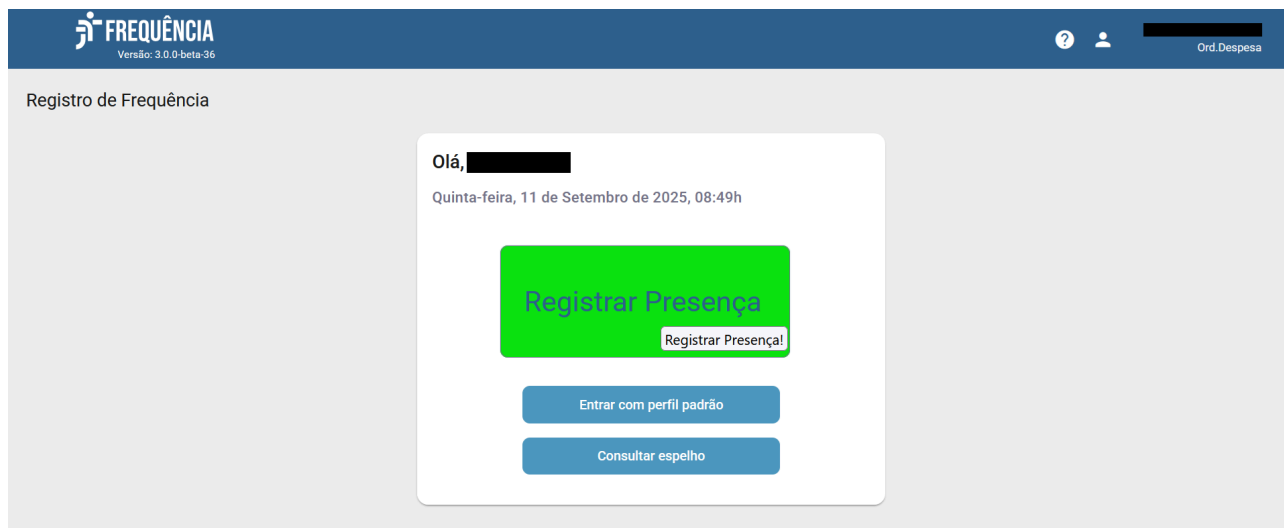 FREQUÊNCIA
Versão: 3.0.0-beta-36
?
Ord.Despesa
Registro de Frequência
Olá,
Quinta-feira, 11 de Setembro de 2025, 08:49h
Registrar Presença
Registrar Presença!
Entrar com perfil padrão
Consultar espelho